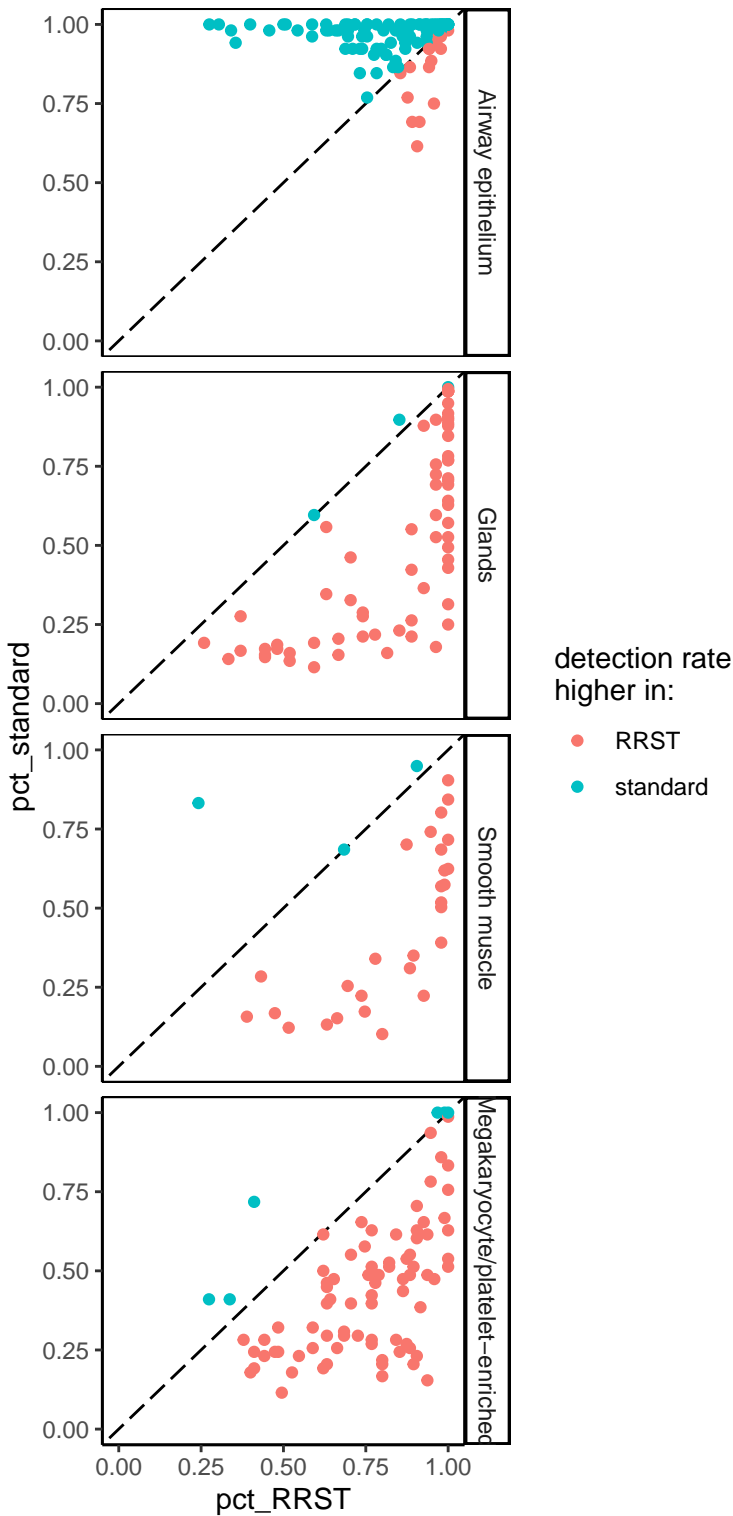 1.00
0.75
0.50
0.25
0.00
Airway epithelium
1.00
0.75
0.50
0.25
0.00
Glands
1.00
0.75
0.50
0.25
0.00
Smooth muscle
1.00
0.75
0.50
0.25
0.00
Megakaryocyte/platelet−enriched
0.00 0.25 0.50 0.75 1.00
pct_RRST
pct_standard
detection rate
higher in:
RRST
standard